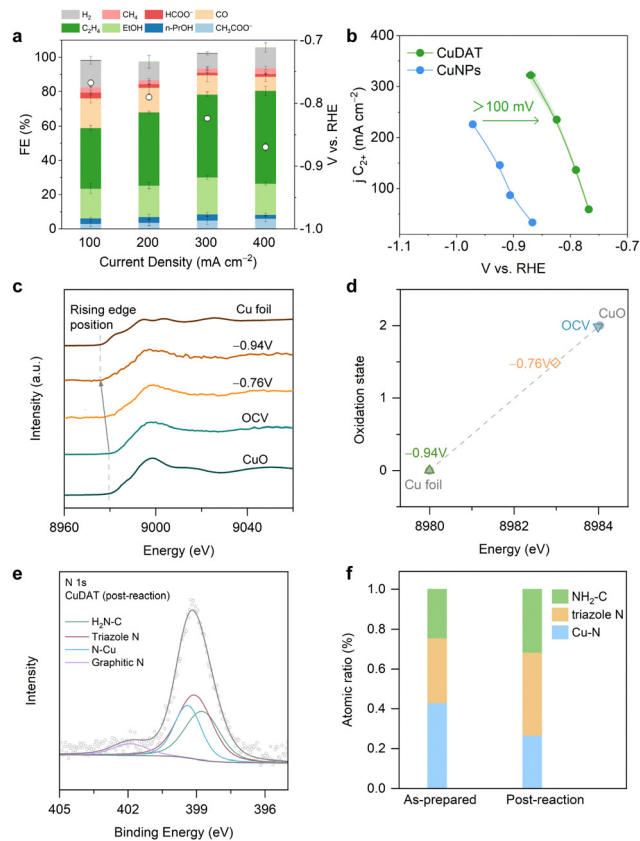 a
H₂
CH₄
HCOO⁻
CO
C₂H₄
EtOH
n-PrOH
CH₃COO⁻
FE (%)
100
80
60
40
20
0
-0.7
-0.8
-0.9
-1.0
V vs. RHE
100
200
300
400
Current Density (mA cm⁻²)
b
CuDAT
CuNPs
>100 mV
j C₂₊ (mA cm⁻²)
400
300
200
100
-1.1
-1.0
-0.9
-0.8
-0.7
V vs. RHE
c
Rising edge
position
Cu foil
−0.94V
−0.76V
OCV
CuO
Intensity (a.u.)
8960
9000
9040
Energy (eV)
d
CuO
OCV
−0.76V
−0.94V
Cu foil
Oxidation state
2
1
0
8980
8982
8984
Energy (eV)
e
N 1s
CuDAT (post-reaction)
H₂N-C
Triazole N
N-Cu
Graphitic N
Intensity
405
402
399
396
Binding Energy (eV)
f
NH₂-C
triazole N
Cu-N
Atomic ratio (%)
1.0
0.8
0.6
0.4
0.2
0.0
As-prepared
Post-reaction